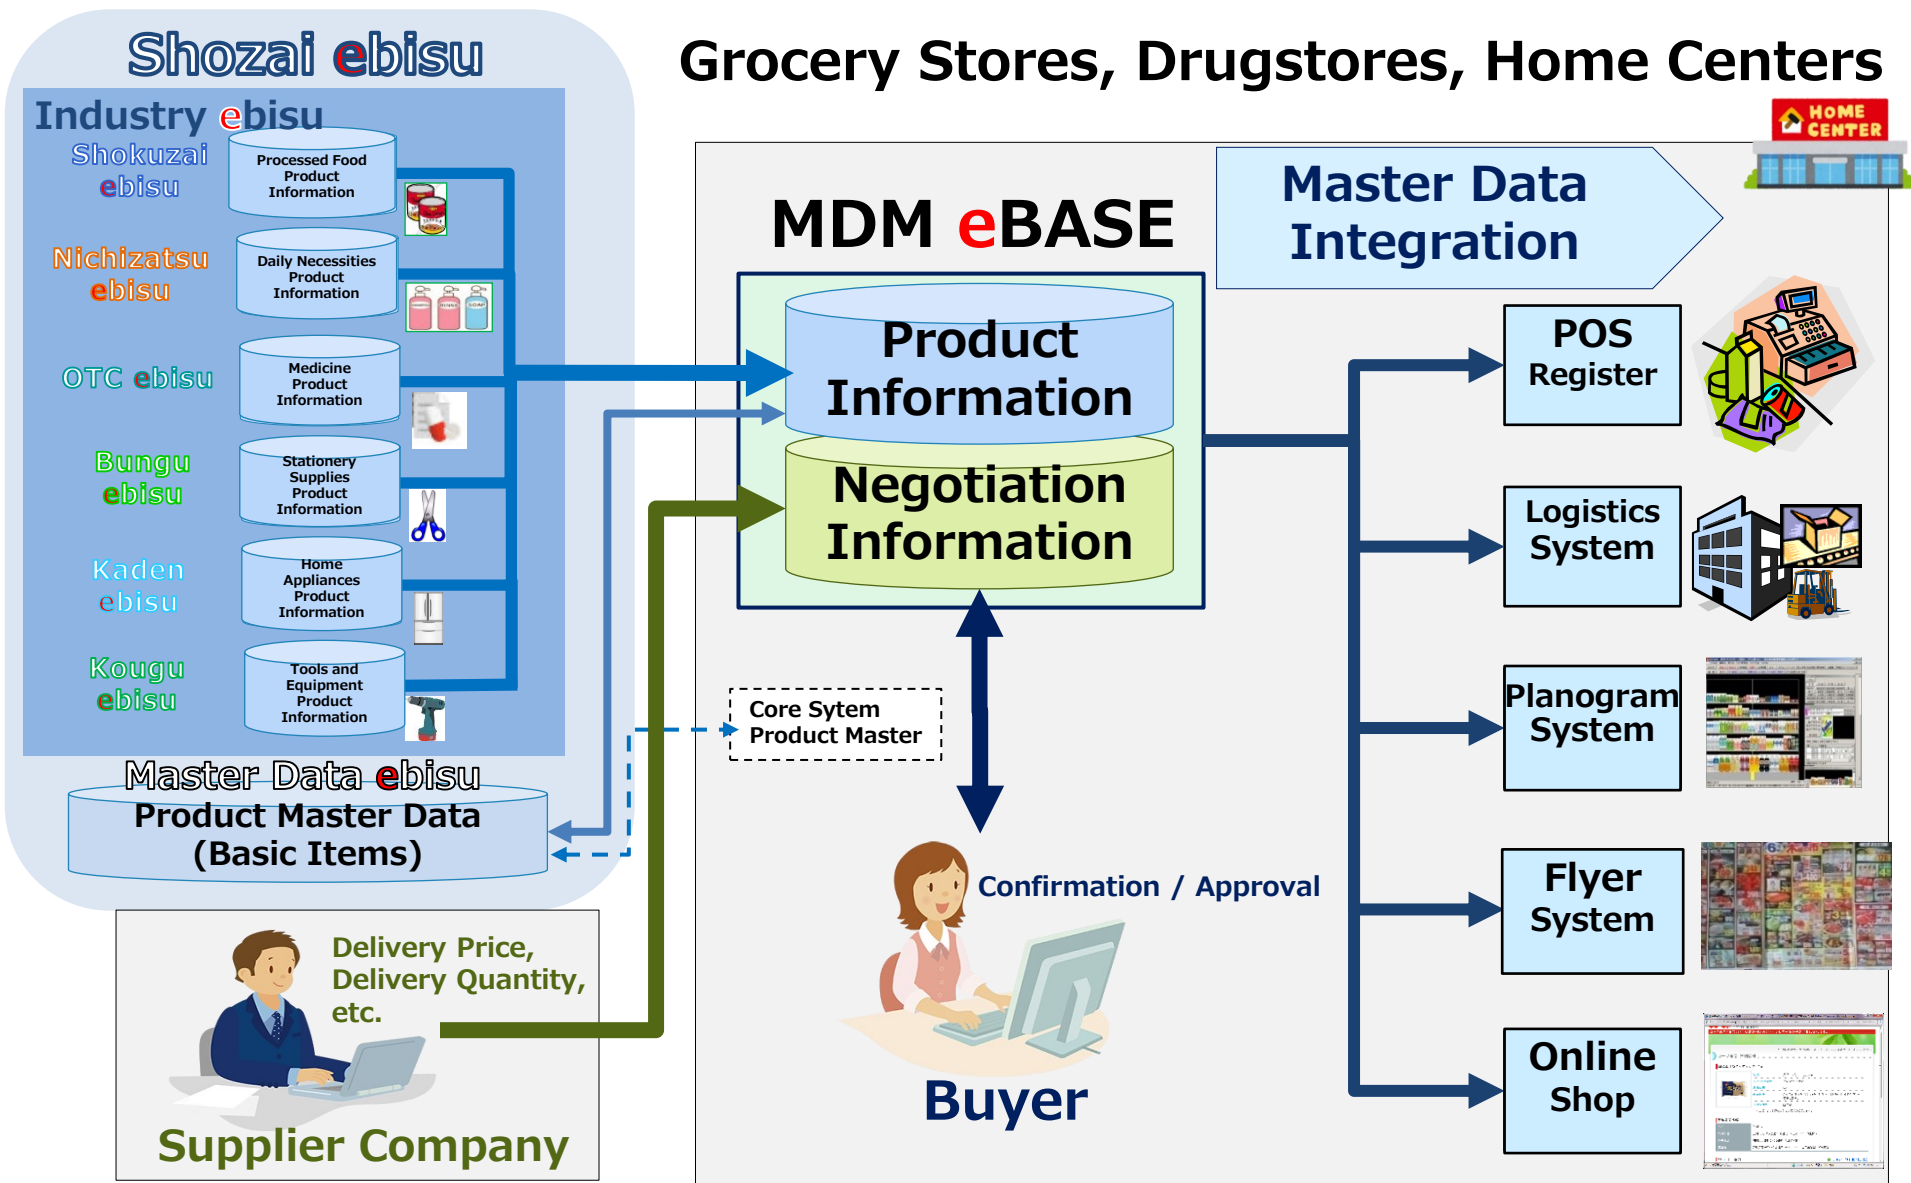 Shozai ebisu
Grocery Stores, Drugstores, Home Centers
HOME
CENTER
Industry ebisu
Shokuzai
ebisu
Processed Food
Product
Information
Nichizatsu
ebisu
Daily Necessities
Product
Information
OTC ebisu
Medicine
Product
Information
Bungu
ebisu
Stationery
Supplies
Product
Information
Kaden
ebisu
Home
Appliances
Product
Information
Kougu
ebisu
Tools and
Equipment
Product
Information
Master Data ebisu
Product Master Data
(Basic Items)
Delivery Price,
Delivery Quantity,
etc.
Supplier Company
MDM eBASE
Product
Information
Negotiation
Information
Core Sytem
Product Master
Confirmation / Approval
Buyer
Master Data
Integration
POS
Register
Logistics
System
Planogram
System
Flyer
System
Online
Shop